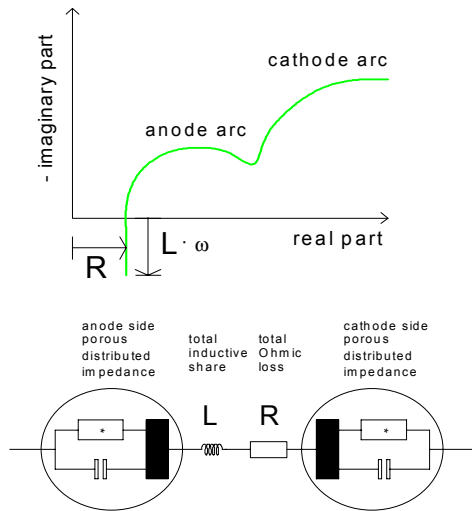 - imaginary part
cathode arc
anode arc
real part
R
L · ω
anode side
porous
distributed
impedance
total
inductive
share
total
Ohmic
loss
cathode side
porous
distributed
impedance
L
R
*
*